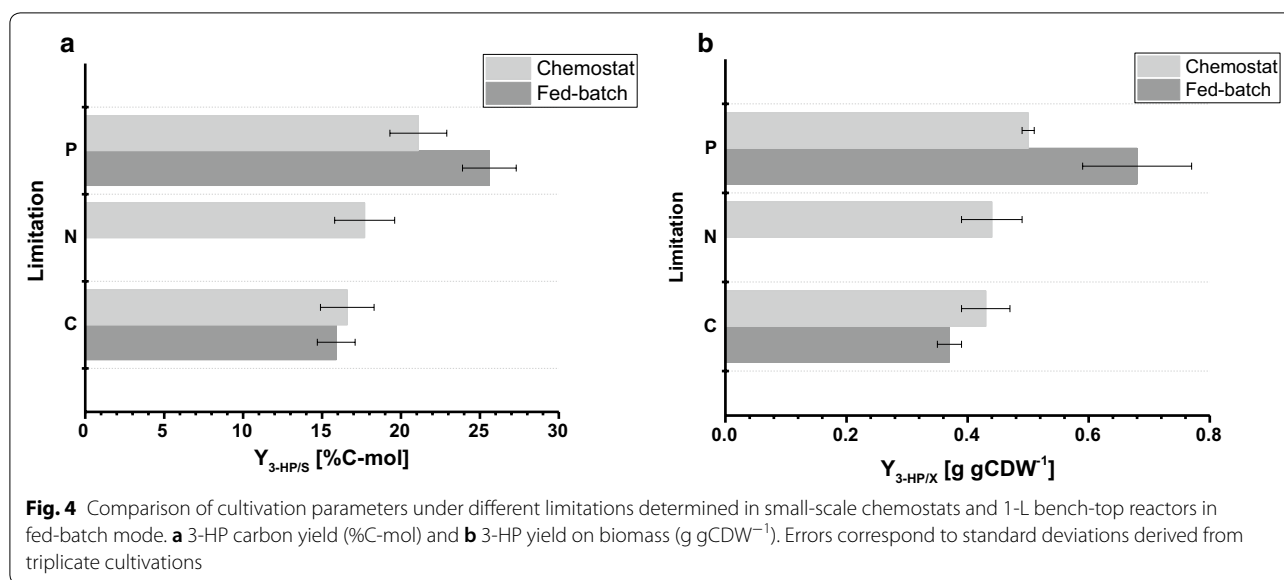 a
Chemostat
Fed-batch
Limitation
P
N
C
0 5 10 15 20 25 30
Y3-HP/S [%C-mol]
b
Chemostat
Fed-batch
Limitation
P
N
C
0.0 0.2 0.4 0.6 0.8
Y3-HP/X [g gCDW-1]
Fig. 4 Comparison of cultivation parameters under different limitations determined in small-scale chemostats and 1-L bench-top reactors in
fed-batch mode. a 3-HP carbon yield (%C-mol) and b 3-HP yield on biomass (g gCDW−1). Errors correspond to standard deviations derived from
triplicate cultivations